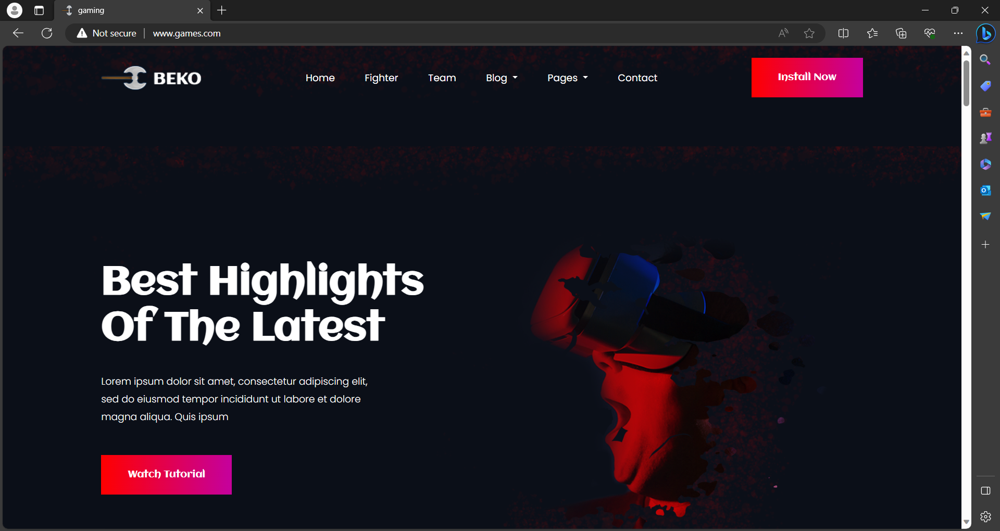 gaming
Not secure
www.games.com
BEKO
Home
Fighter
Team
Blog
Pages
Contact
Install Now
Best Highlights
Of The Latest
Lorem ipsum dolor sit amet, consectetur adipiscing elit,
sed do eiusmod tempor incididunt ut labore et dolore
magna aliqua. Quis ipsum
Watch Tutorial